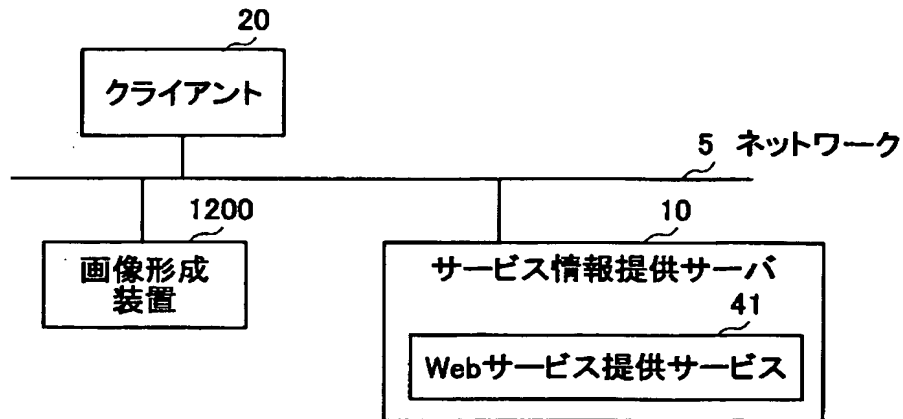 20
クライアント
5 ネットワーク
1200
画像形成
装置
10
サービス情報提供サーバ
41
Webサービス提供サービス